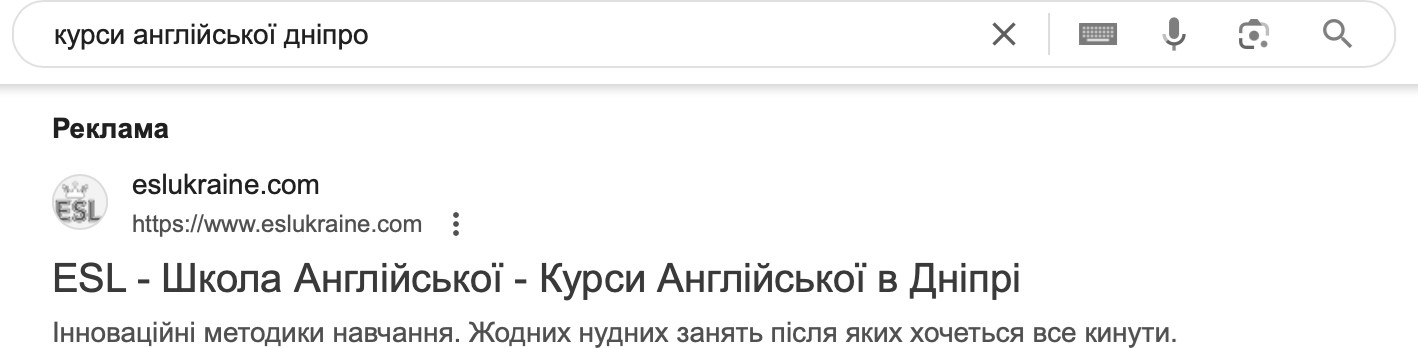 курси англійської дніпро
Реклама
ESL
eslukraine.com
https://www.eslukraine.com
ESL - Школа Англійської - Курси Англійської в Дніпрі
Інноваційні методики навчання. Жодних нудних занять після яких хочеться все кинути.